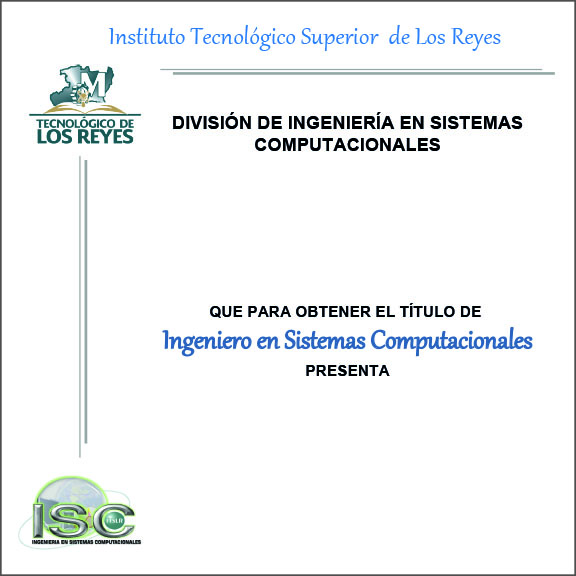 Instituto Tecnológico Superior de Los Reyes
TECNOLÓGICO DE
LOS REYES
DIVISIÓN DE INGENIERÍA EN SISTEMAS
COMPUTACIONALES
QUE PARA OBTENER EL TÍTULO DE
Ingeniero en Sistemas Computacionales
PRESENTA
ISC
ITSLR
INGENIERIA EN SISTEMAS COMPUTACIONALES